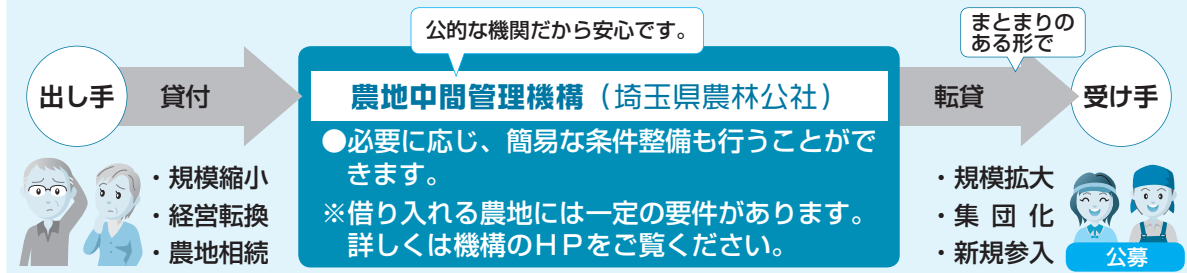 公的な機関だから安心です。
まとまりの
ある形で
出し手
貸付
農地中間管理機構（埼玉県農林公社）
転貸
受け手
●必要に応じ、簡易な条件整備も行うことがで
きます。
※借り入れる農地には一定の要件があります。
詳しくは機構のＨＰをご覧ください。
・規模縮小
・経営転換
・農地相続
・規模拡大
・集 団 化
・新規参入
公募